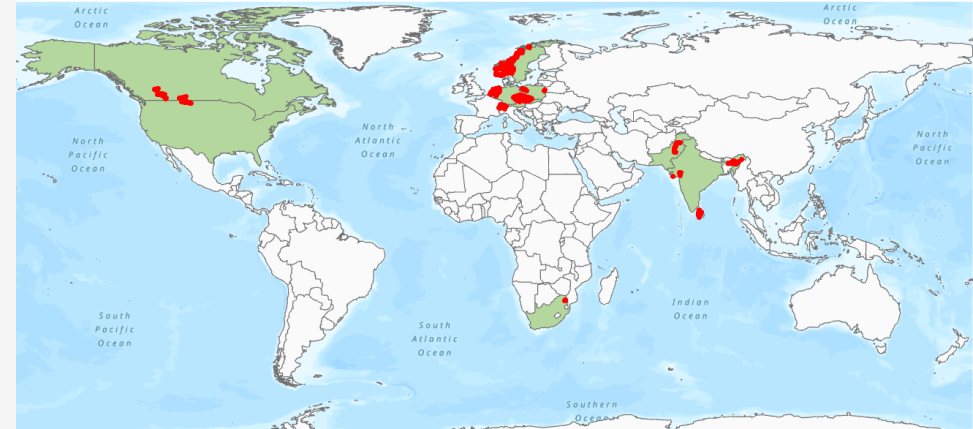 Arctic
Ocean
Arctic
Ocean
North
Pacific
Ocean
North
Atlantic
Ocean
North
Pacific
Ocean
South
Pacific
Ocean
South
Atlantic
Ocean
Indian
Ocean
Southern
Ocean